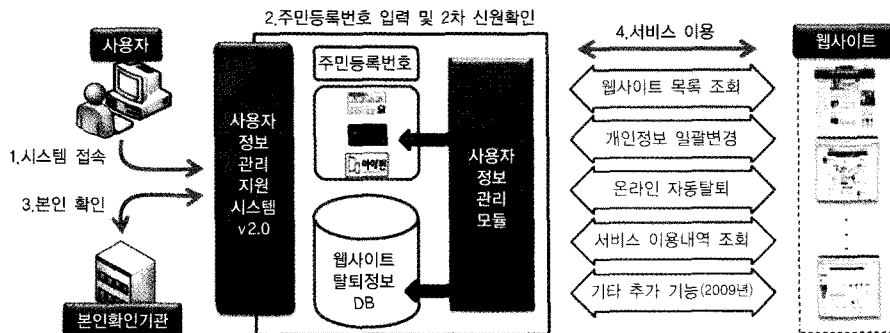 2.주민등록번호 입력 및 2차 신원확인
사용자
1.시스템 접속
3.본인 확인
본인확인기관
사용자
정보
관리
지원
시스템
v2.0
주민등록번호
아이핀
웹사이트
탈퇴정보
DB
사용자
정보
관리
모듈
4.서비스 이용
웹사이트 목록 조회
개인정보 일괄변경
온라인 자동탈퇴
서비스 이용내역 조회
기타 추가 기능(2009년)
웹사이트